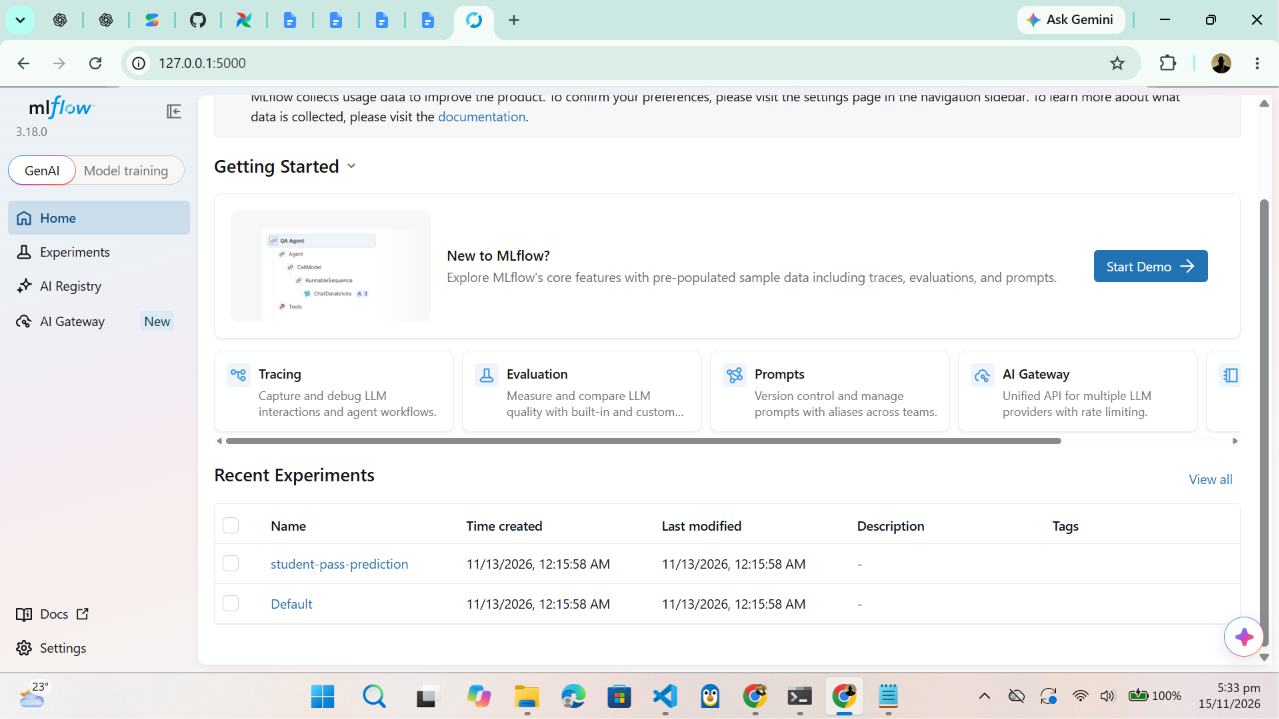 Ask Gemini
127.0.0.1:5000
mlflow
3.18.0
GenAI
Model training
Home
Experiments
AI Registry
AI Gateway
New
Docs
Settings
MLflow collects usage data to improve the product. To confirm your preferences, please visit the settings page in the navigation sidebar. To learn more about what
data is collected, please visit the documentation.
Getting Started
QA Agent
Agent
CallModel
RunnableSequence
ChatDatabricks
3
Tools
New to MLflow?
Explore MLflow's core features with pre-populated sample data including traces, evaluations, and prompts.
Start Demo
Tracing
Capture and debug LLM
interactions and agent workflows.
Evaluation
Measure and compare LLM
quality with built-in and custom...
Prompts
Version control and manage
prompts with aliases across teams.
AI Gateway
Unified API for multiple LLM
providers with rate limiting.
Recent Experiments
View all
Name Time created Last modified Description Tags
student-pass-prediction 11/13/2026, 12:15:58 AM 11/13/2026, 12:15:58 AM -
Default 11/13/2026, 12:15:58 AM 11/13/2026, 12:15:58 AM -
23°
100%
5:33 pm
15/11/2026